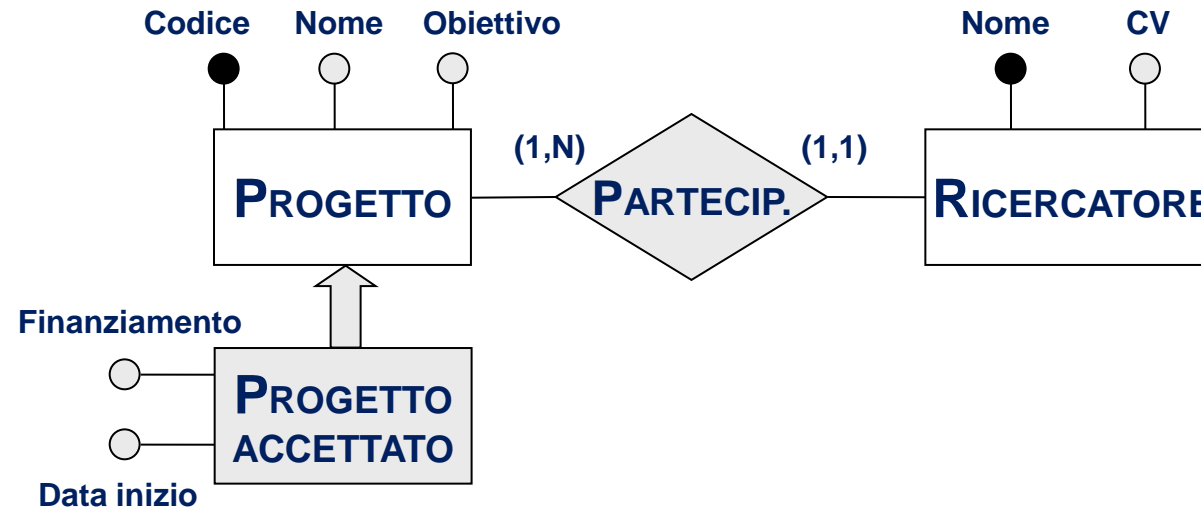 Codice Nome Obiettivo Nome CV
(1,N) (1,1)
PROGETTO PARTECIP. RICERCATORE
Finanziamento
PROGETTO
ACCETTATO
Data inizio